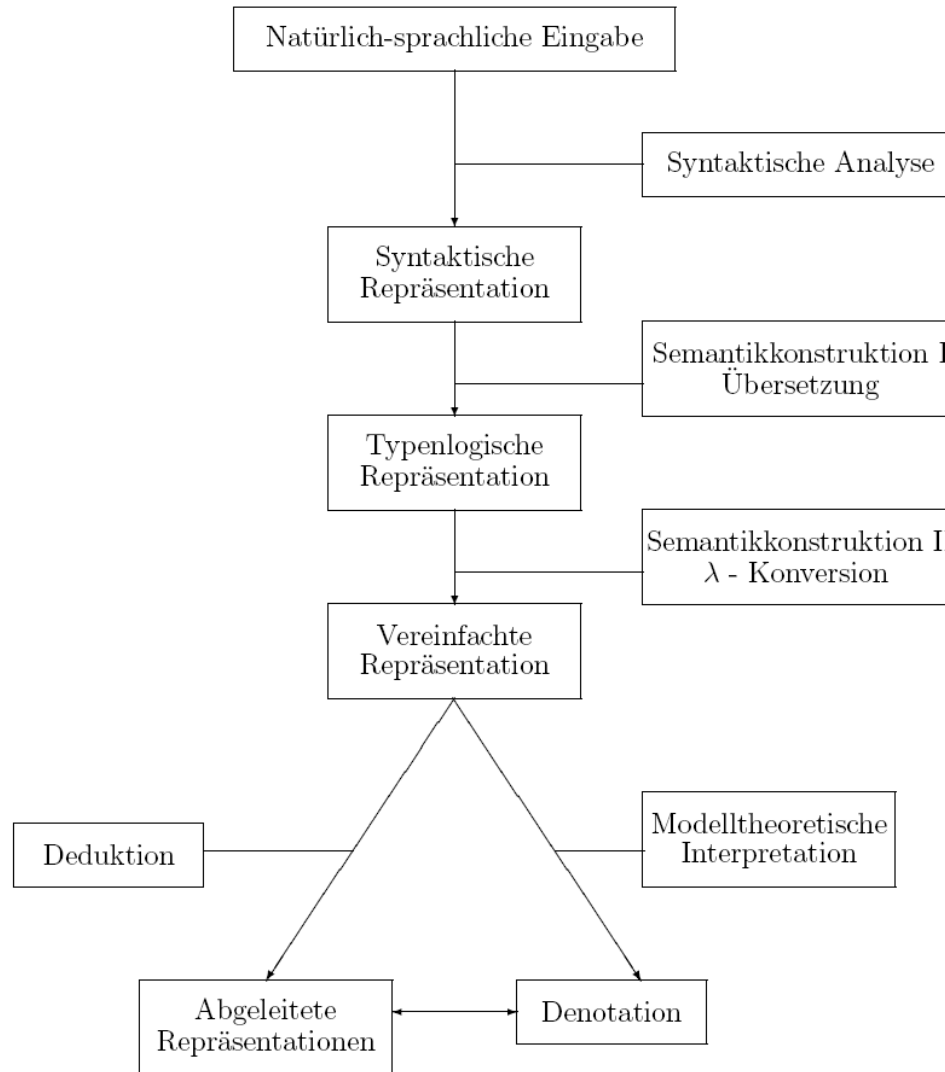 Natürlich-sprachliche Eingabe
Syntaktische Analyse
Syntaktische
Repräsentation
Semantikkonstruktion I
Übersetzung
Typenlogische
Repräsentation
Semantikkonstruktion II
λ - Konversion
Vereinfachte
Repräsentation
Deduktion
Modelltheoretische
Interpretation
Abgeleitete
Repräsentationen
Denotation